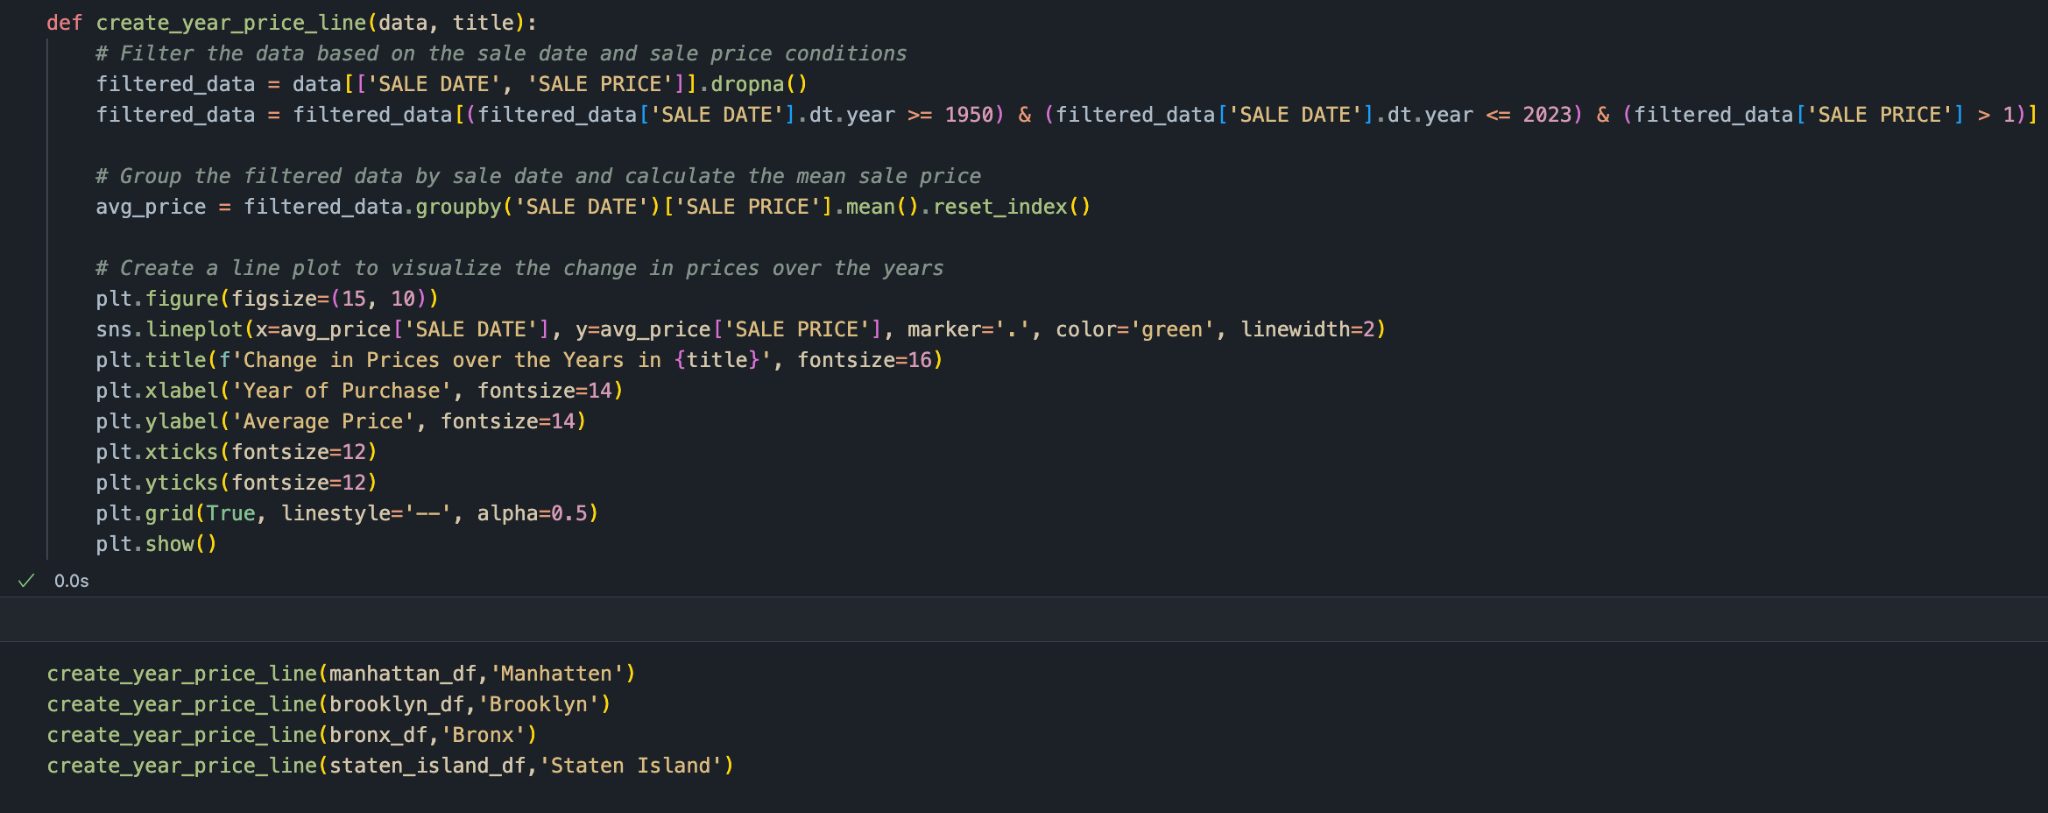 def create_year_price_line(data, title):
# Filter the data based on the sale date and sale price conditions
filtered_data = data[['SALE DATE', 'SALE PRICE']].dropna()
filtered_data = filtered_data[(filtered_data['SALE DATE'].dt.year >= 1950) & (filtered_data['SALE DATE'].dt.year <= 2023) & (filtered_data['SALE PRICE'] > 1)]
# Group the filtered data by sale date and calculate the mean sale price
avg_price = filtered_data.groupby('SALE DATE')['SALE PRICE'].mean().reset_index()
# Create a line plot to visualize the change in prices over the years
plt.figure(figsize=(15, 10))
sns.lineplot(x=avg_price['SALE DATE'], y=avg_price['SALE PRICE'], marker='.', color='green', linewidth=2)
plt.title(f'Change in Prices over the Years in {title}', fontsize=16)
plt.xlabel('Year of Purchase', fontsize=14)
plt.ylabel('Average Price', fontsize=14)
plt.xticks(fontsize=12)
plt.yticks(fontsize=12)
plt.grid(True, linestyle='--', alpha=0.5)
plt.show()
✓ 0.0s
create_year_price_line(manhattan_df,'Manhatten')
create_year_price_line(brooklyn_df,'Brooklyn')
create_year_price_line(bronx_df,'Bronx')
create_year_price_line(staten_island_df,'Staten Island')